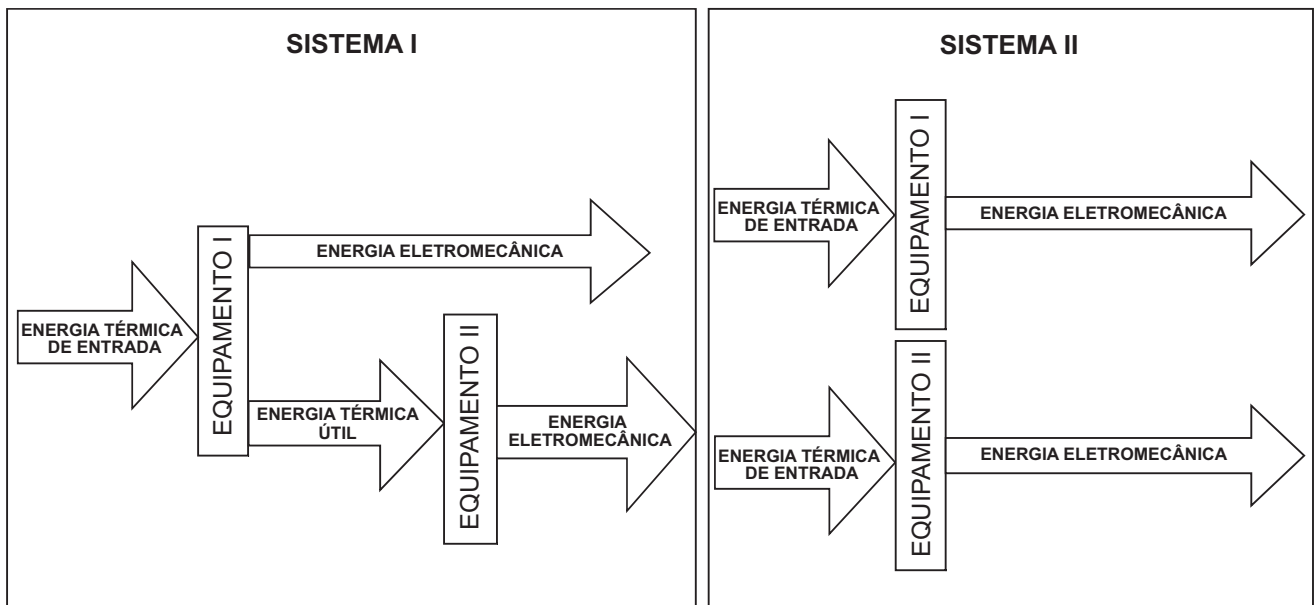 SISTEMA I
ENERGIA TÉRMICA
DE ENTRADA
EQUIPAMENTO I
ENERGIA ELETROMECÂNICA
ENERGIA TÉRMICA
ÚTIL
EQUIPAMENTO II
ENERGIA
ELETROMECÂNICA
SISTEMA II
ENERGIA TÉRMICA
DE ENTRADA
EQUIPAMENTO I
ENERGIA ELETROMECÂNICA
ENERGIA TÉRMICA
DE ENTRADA
EQUIPAMENTO II
ENERGIA ELETROMECÂNICA